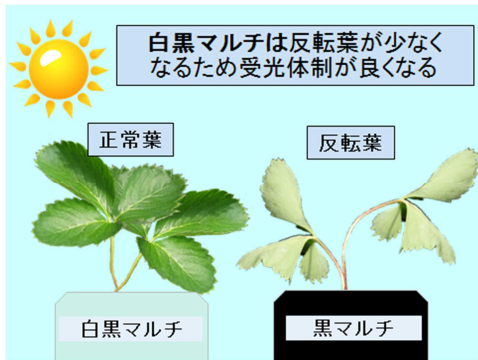 白黒マルチは反転葉が少なく
なるため受光体制が良くなる
正常葉
反転葉
白黒マルチ
黒マルチ